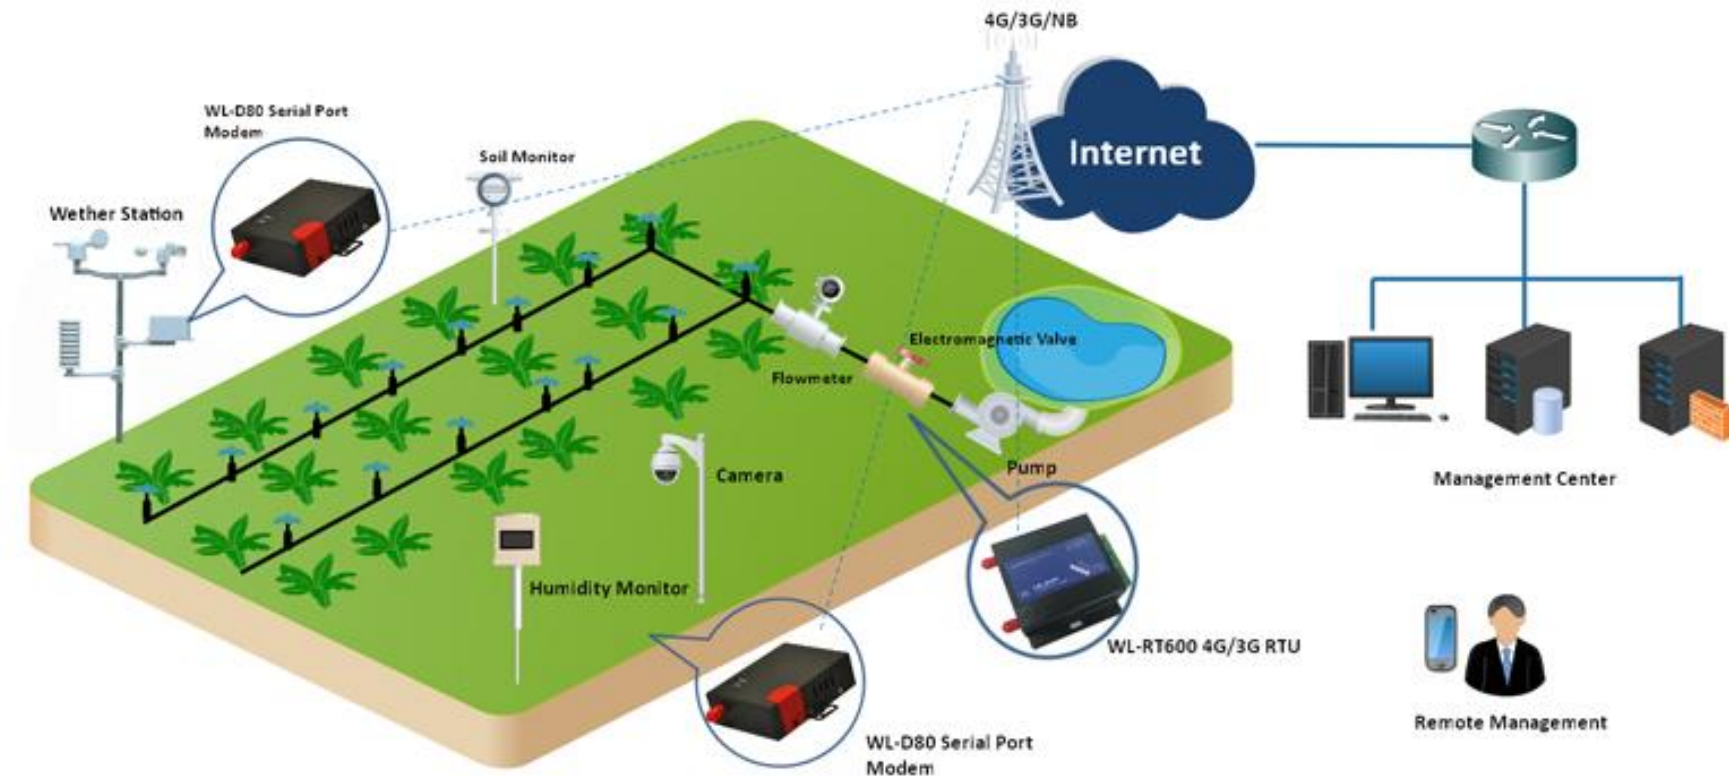 4G/3G/NB
WL-D80 Serial Port
Modem
Soil Monitor
Internet
Wether Station
Electromagnetic Valve
Flowmeter
Pump
Camera
Management Center
Humidity Monitor
WL-RT600 4G/3G RTU
Remote Management
WL-D80 Serial Port
Modem